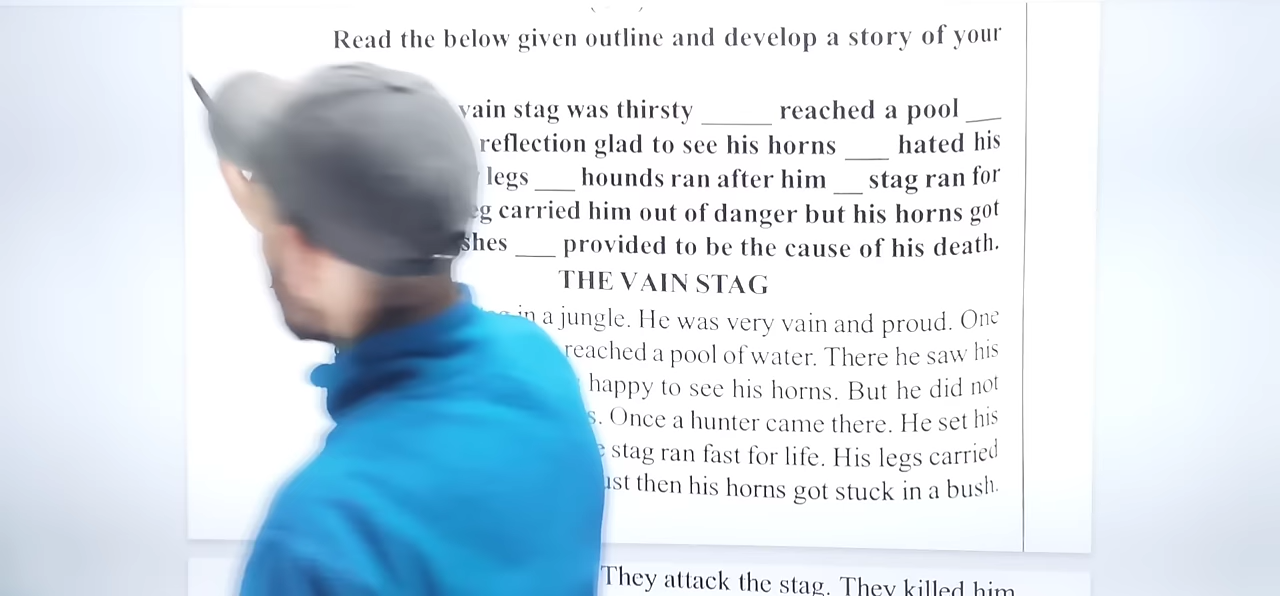 Read the below given outline and develop a story of your
vain stag was thirsty _____ reached a pool __
reflection glad to see his horns ___ hated his
legs ___ hounds ran after him __ stag ran for
carried him out of danger but his horns got
___ provided to be the cause of his death.
THE VAIN STAG
in a jungle. He was very vain and proud. One
reached a pool of water. There he saw his
happy to see his horns. But he did not
Once a hunter came there. He set his
stag ran fast for life. His legs carried
then his horns got stuck in a bush.
They attack the stag. They killed him